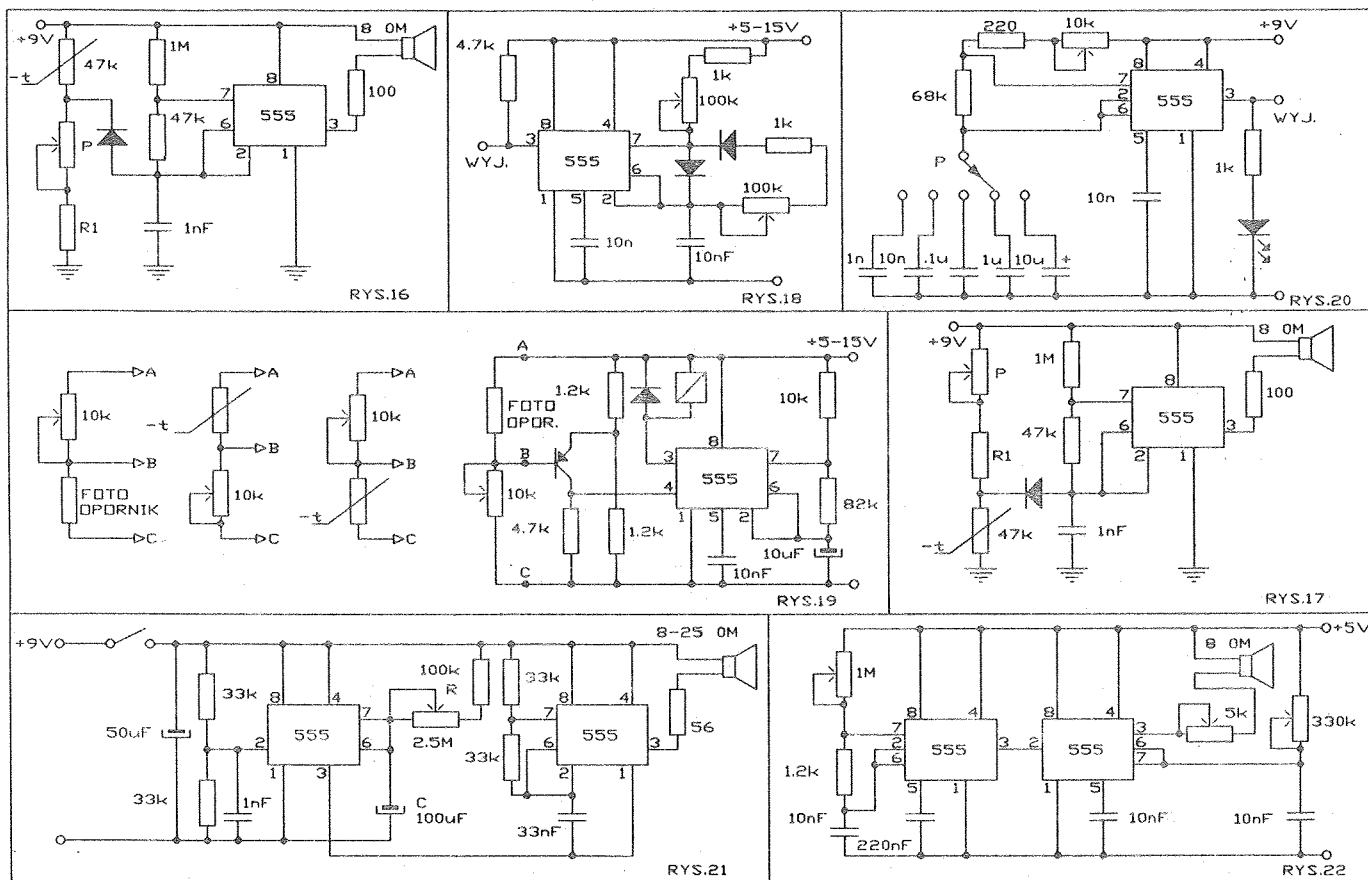 8 OM
+9V
1M
47k
-t
8
7
100
6
555
3
47k
P
2
1
R1
1nF
RYS.16
+5-15V
4.7k
1k
100k
8
4
1k
3
7
WYJ.
555
6
100k
1
5
2
10n
10nF
RYS.18
220
10k
+9V
8
4
7
68k
2
555
3
6
WYJ.
5
1
P
1k
10n
1n
10n
.1u
1u
10u
+
RYS.20
A
A
A
10k
-t
10k
B
B
B
FOTO
OPORNIK
10k
-t
C
C
C
A
+5-15V
1.2k
10k
FOTO
OPOR.
8
B
3
7
10k
4
555
6
4.7k
1
5
2
82k
1.2k
10uF
C
10nF
RYS.19
8 OM
+9V
1M
P
8
100
7
555
47k
6
3
R1
2
1
47k
1nF
-t
RYS.17
+9V
8-25 OM
100k
33k
R
33k
8
4
8
4
7
7
56
50uF
2
555
6
2.5M
33k
6
555
3
1
3
2
1
33k
1nF
C
100uF
33nF
RYS.21
+5V
8 OM
1M
8
4
8
4
5k
330k
7
3
2
3
2
6
6
555
555
7
1.2k
5
1
1
5
10nF
10nF
10nF
220nF
RYS.22